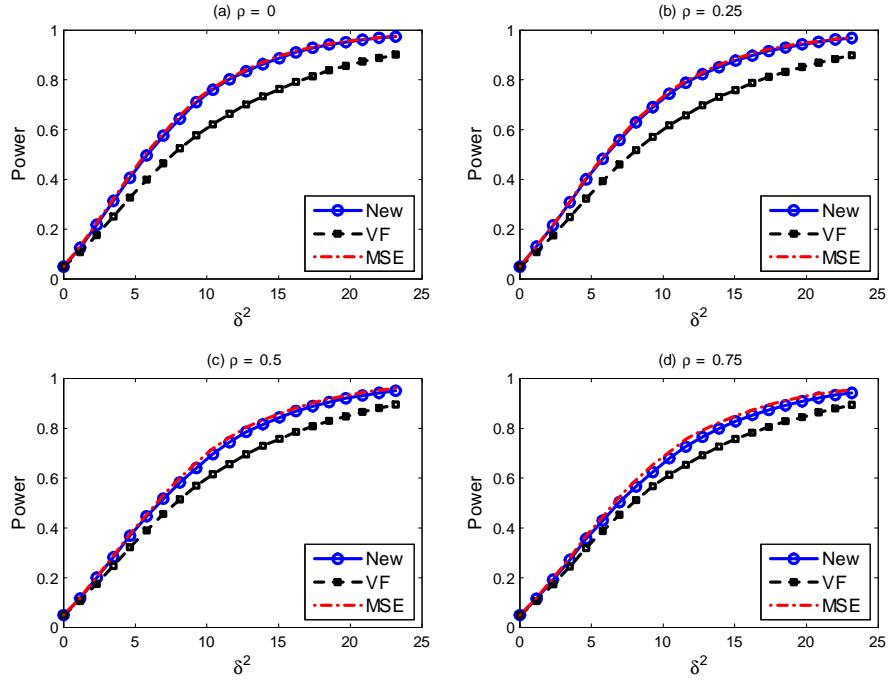 (a) ρ = 0
1
0.8
0.6
0.4
0.2
0
Power
New
VF
MSE
0 5 10 15 20 25
δ²
(b) ρ = 0.25
1
0.8
0.6
0.4
0.2
0
Power
New
VF
MSE
0 5 10 15 20 25
δ²
(c) ρ = 0.5
1
0.8
0.6
0.4
0.2
0
Power
New
VF
MSE
0 5 10 15 20 25
δ²
(d) ρ = 0.75
1
0.8
0.6
0.4
0.2
0
Power
New
VF
MSE
0 5 10 15 20 25
δ²